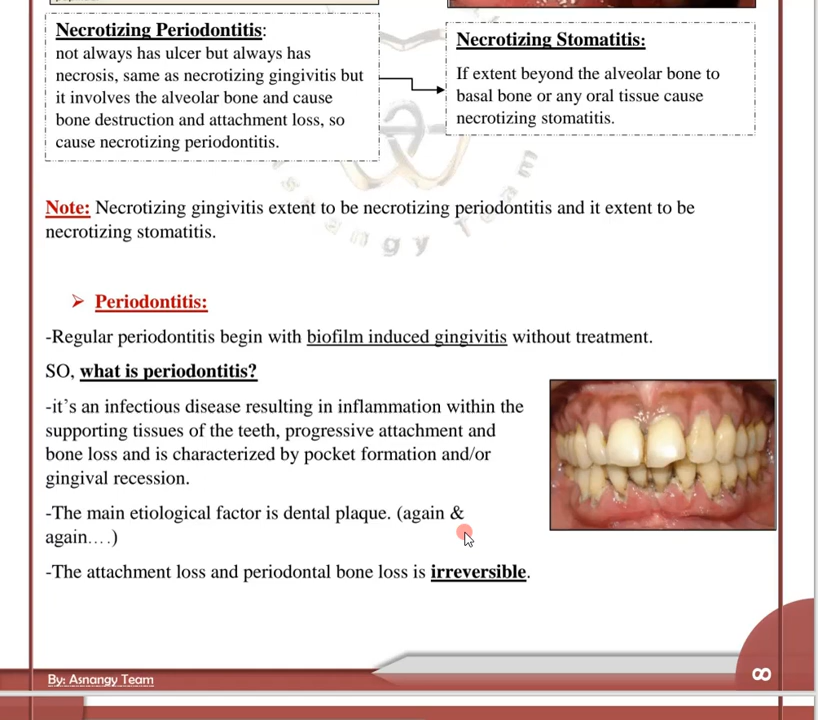 Necrotizing Periodontitis:
not always has ulcer but always has
necrosis, same as necrotizing gingivitis but
it involves the alveolar bone and cause
bone destruction and attachment loss, so
cause necrotizing periodontitis.
Necrotizing Stomatitis:
If extent beyond the alveolar bone to
basal bone or any oral tissue cause
necrotizing stomatitis.
Note: Necrotizing gingivitis extent to be necrotizing periodontitis and it extent to be
necrotizing stomatitis.
➢ Periodontitis:
-Regular periodontitis begin with biofilm induced gingivitis without treatment.
SO, what is periodontitis?
-it’s an infectious disease resulting in inflammation within the
supporting tissues of the teeth, progressive attachment and
bone loss and is characterized by pocket formation and/or
gingival recession.
-The main etiological factor is dental plaque. (again &
again….)
-The attachment loss and periodontal bone loss is irreversible.
By: Asnangy Team
8